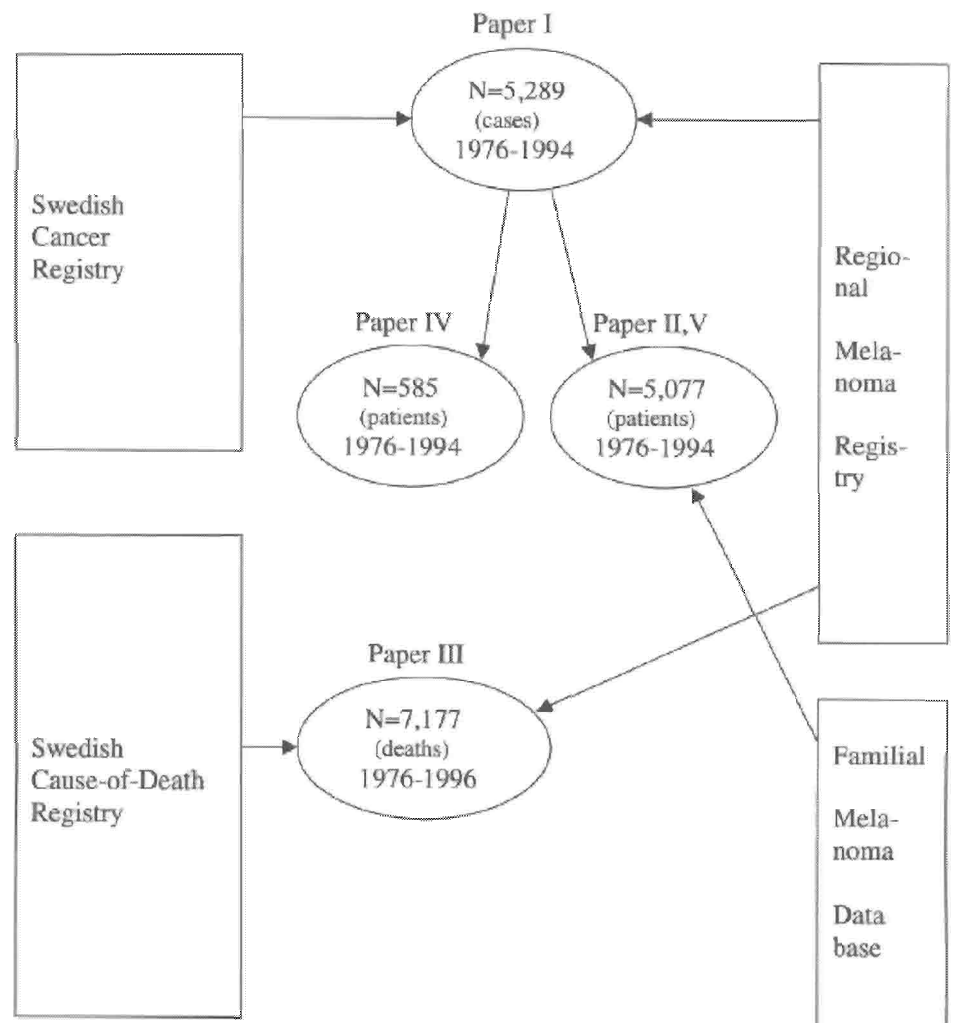 Paper I
N=5,289
(cases)
1976-1994
Swedish
Cancer
Registry
Regio-
nal
Mela-
noma
Regis-
try
Paper IV
N=585
(patients)
1976-1994
Paper II,V
N=5,077
(patients)
1976-1994
Paper III
N=7,177
(deaths)
1976-1996
Swedish
Cause-of-Death
Registry
Familial
Mela-
noma
Data
base